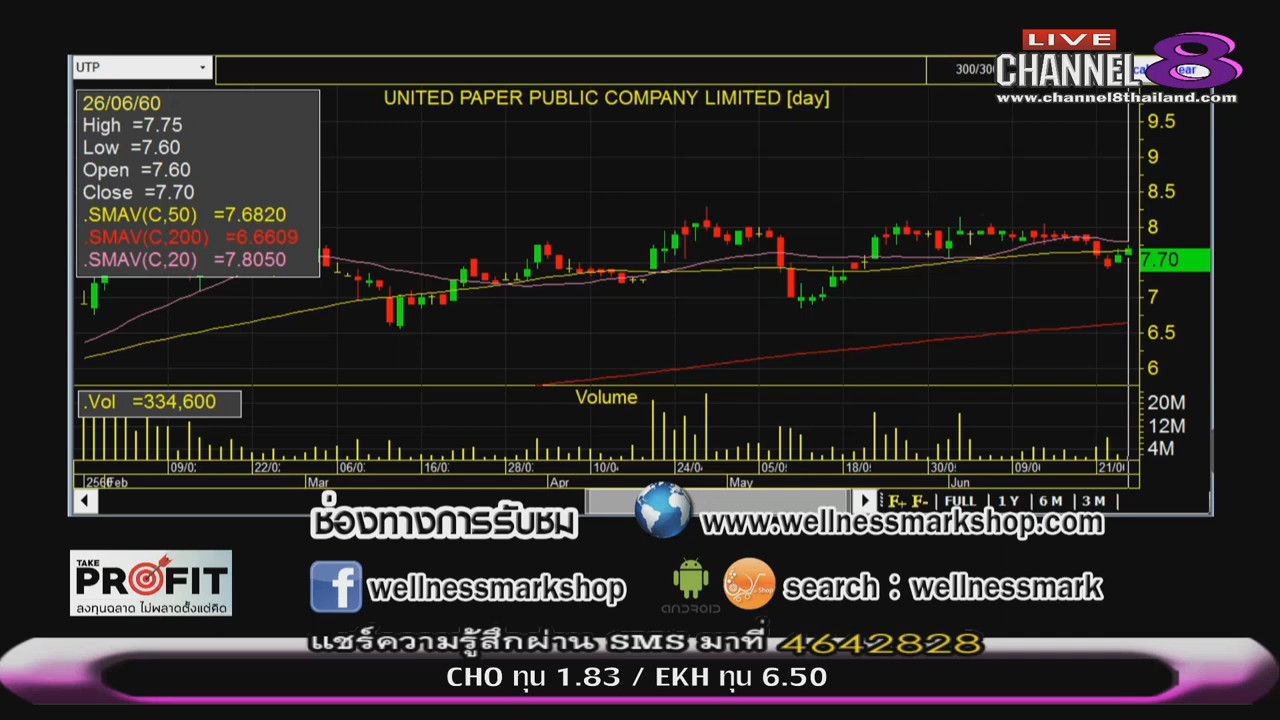 LIVE
CHANNEL 8
www.channel8thailand.com
UTP
300/300
26/06/60
High =7.75
Low =7.60
Open =7.60
Close =7.70
.SMAV(C,50) =7.6820
.SMAV(C,200) =6.6609
.SMAV(C,20) =7.8050
UNITED PAPER PUBLIC COMPANY LIMITED [day]
9.5
9
8.5
8
7.70
7
6.5
6
.Vol =334,600
Volume
20M
12M
4M
09/0
22/0
06/0
16/0
28/0
10/0
24/0
05/0
18/0
30/0
09/0
21/0
Feb Mar Apr May Jun
F+ F- | FULL | 1 Y | 6 M | 3 M |
ช่องทางการรับชม
www.wellnessmarkshop.com
TAKE
PROFIT
ลงทุนฉลาด ไม่พลาดตั้งแต่คิด
f wellnessmarkshop
ANDROID
Shop
search : wellnessmark
แชร์ความรู้สึกผ่าน SMS มาที่ 4642828
CHO ทุน 1.83 / EKH ทุน 6.50